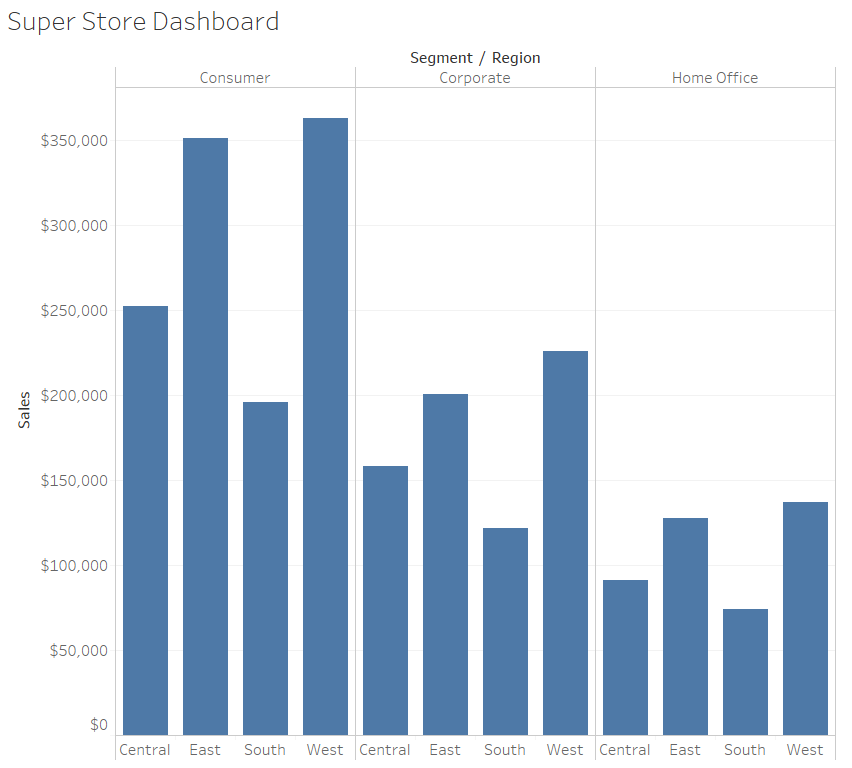 Super Store Dashboard
Segment / Region
Consumer Corporate Home Office
$350,000
$300,000
$250,000
$200,000
$150,000
$100,000
$50,000
$0
Sales
Central East South West Central East South West Central East South West